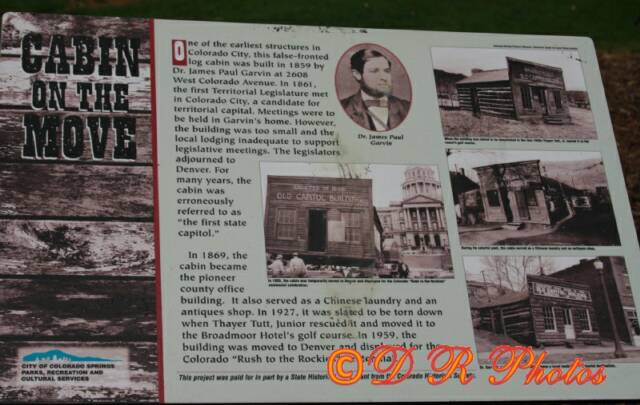 CABIN
ON THE
MOVE
One of the earliest structures in
Colorado City, this false-fronted
log cabin was built in 1859 by
Dr. James Paul Garvin at 2608
West Colorado Avenue. In 1861,
the first Territorial Legislature met
in Colorado City, a candidate for
territorial capital. Meetings were to
be held in Garvin's home. However,
the building was too small and the
local lodging inadequate to support
legislative meetings. The legislators
adjourned to
Denver. For
many years, the
cabin was
erroneously
referred to as
"the first state
capitol."
In 1869, the
cabin became
the pioneer
county office
building. It also served as a Chinese laundry and an
antiques shop. In 1927, it was slated to be torn down
when Thayer Tutt, Junior rescued it and moved it to
the Broadmoor Hotel's golf course. In 1959, the
building was moved to Denver and displayed for the
Colorado "Rush to the Rockies"
This project was paid for in part by a State Historical from the Colorado Historical
Dr. James Paul
Garvin
OLD CAPITOL BUILDING
CITY OF COLORADO SPRINGS
PARKS, RECREATION AND
CULTURAL SERVICES
©D R Photos